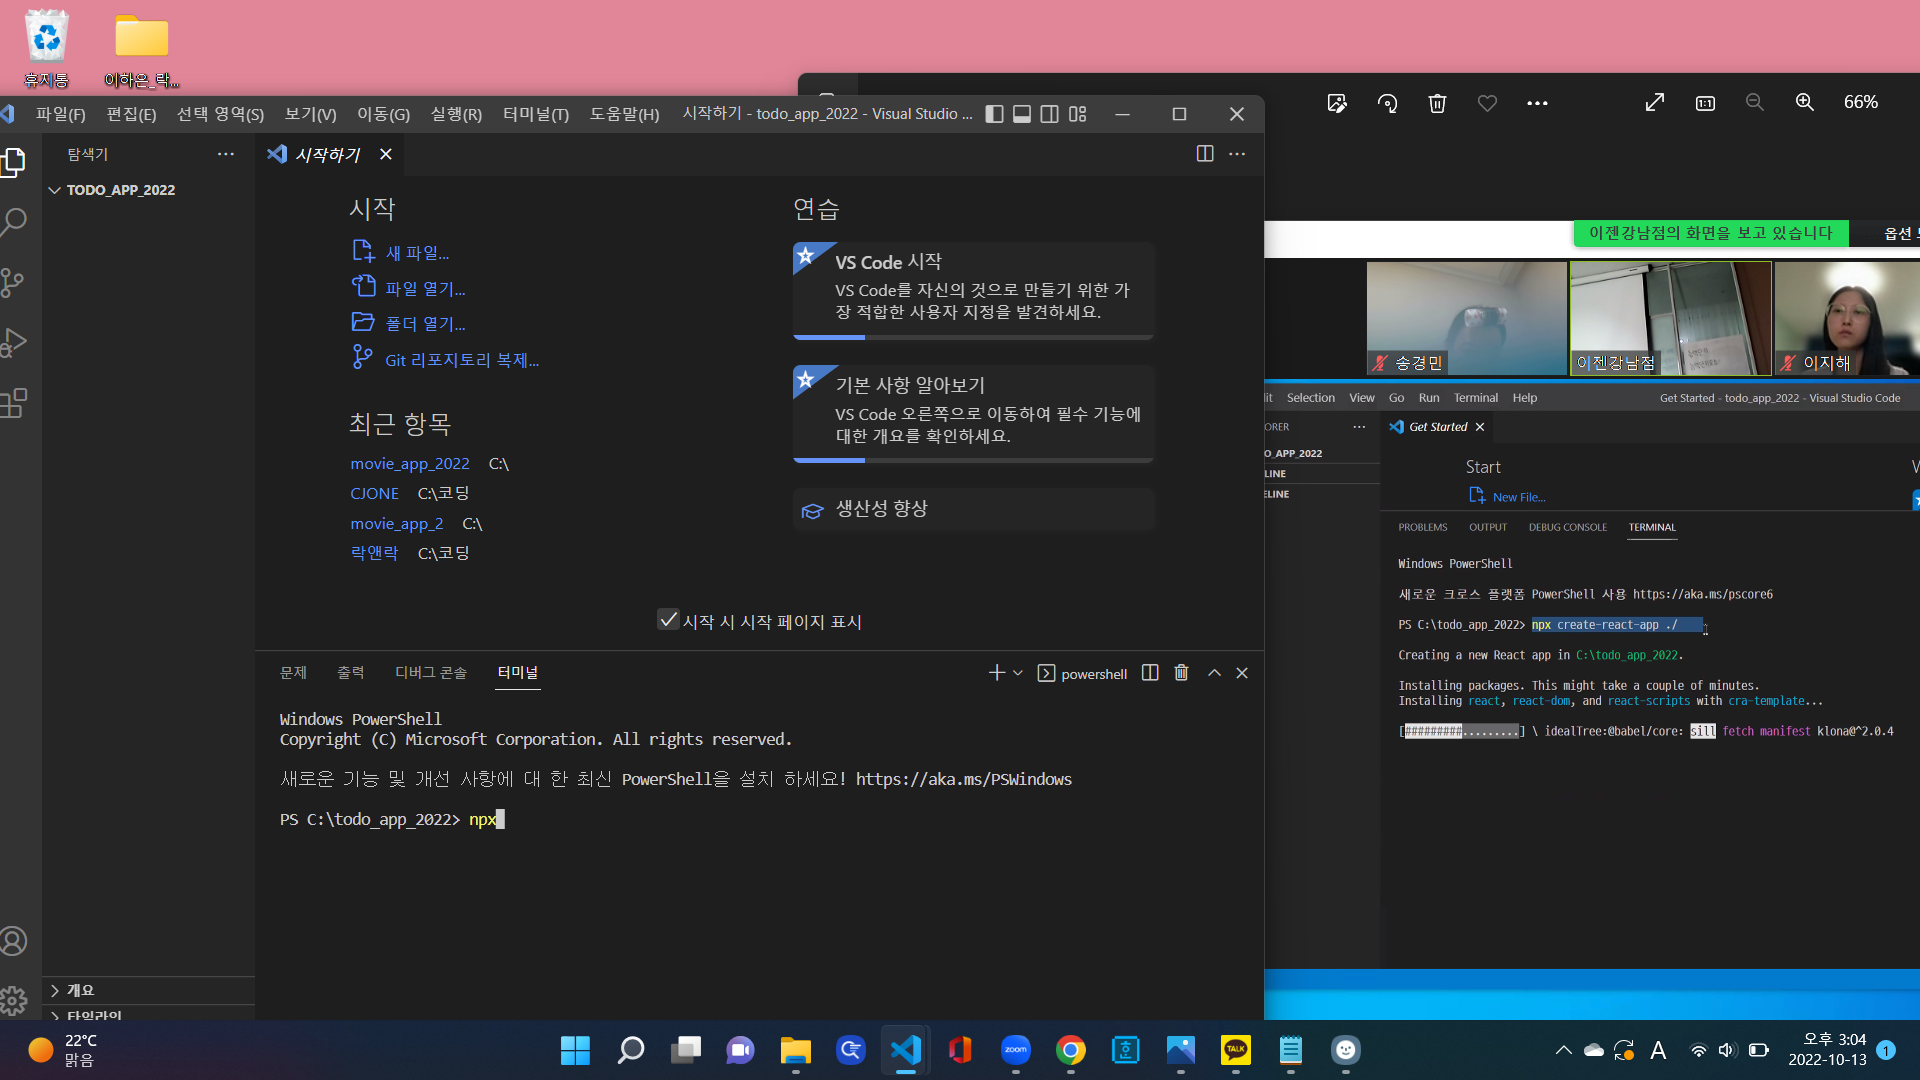 휴지통
이하은_락...
66%
파일(F) 편집(E) 선택 영역(S) 보기(V) 이동(G) 실행(R) 터미널(T) 도움말(H) 시작하기 - todo_app_2022 - Visual Studio ...
탐색기
시작하기
TODO_APP_2022
시작
새 파일...
파일 열기...
폴더 열기...
Git 리포지토리 복제...
최근 항목
movie_app_2022 C:\
CJONE C:\코딩
movie_app_2 C:\
락앤락 C:\코딩
연습
VS Code 시작
VS Code를 자신의 것으로 만들기 위한 가
장 적합한 사용자 지정을 발견하세요.
기본 사항 알아보기
VS Code 오른쪽으로 이동하여 필수 기능에
대한 개요를 확인하세요.
생산성 향상
시작 시 시작 페이지 표시
문제 출력 디버그 콘솔 터미널
powershell
Windows PowerShell
Copyright (C) Microsoft Corporation. All rights reserved.
새로운 기능 및 개선 사항에 대 한 최신 PowerShell을 설치 하세요! https://aka.ms/PSWindows
PS C:\todo_app_2022> npx
개요
타임라인
이젠강남점의 화면을 보고 있습니다
옵션
송경민
이젠강남점
이지해
it Selection View Go Run Terminal Help Get Started - todo_app_2022 - Visual Studio Code
ORER
Get Started
O_APP_2022
LINE
ELINE
Start
New File...
PROBLEMS OUTPUT DEBUG CONSOLE TERMINAL
Windows PowerShell
새로운 크로스 플랫폼 PowerShell 사용 https://aka.ms/pscore6
PS C:\todo_app_2022> npx create-react-app ./
Creating a new React app in C:\todo_app_2022.
Installing packages. This might take a couple of minutes.
Installing react, react-dom, and react-scripts with cra-template...
[#########.........] \ idealTree:@babel/core: sill fetch manifest klona@^2.0.4
22°C
맑음
zoom
TALK
훈
A
오후 3:04
2022-10-13
1